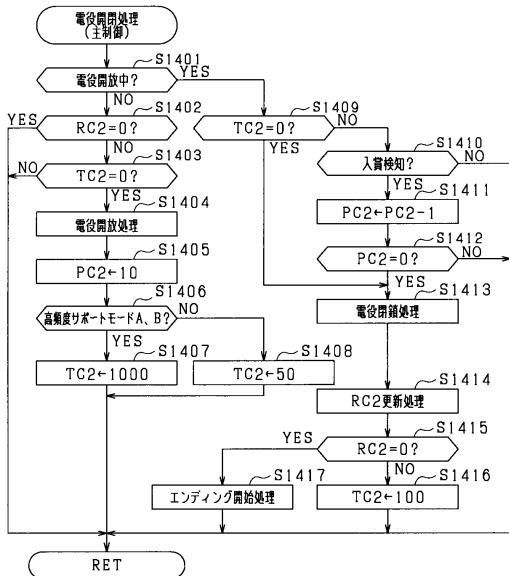 電役開閉処理
(主制御)
S1401
電役開放中?
YES
NO
S1402
RC2=0?
YES
NO
S1403
TC2=0?
NO
YES
S1404
電役開放処理
S1405
PC2←10
S1406
高頻度サポートモードA、B?
NO
YES
S1407
TC2←1000
S1408
TC2←50
S1409
TC2=0?
NO
YES
S1410
入賞検知?
NO
YES
S1411
PC2←PC2-1
S1412
PC2=0?
NO
YES
S1413
電役閉鎖処理
S1414
RC2更新処理
S1415
RC2=0?
YES
NO
S1416
TC2←100
S1417
エンディング開始処理
RET